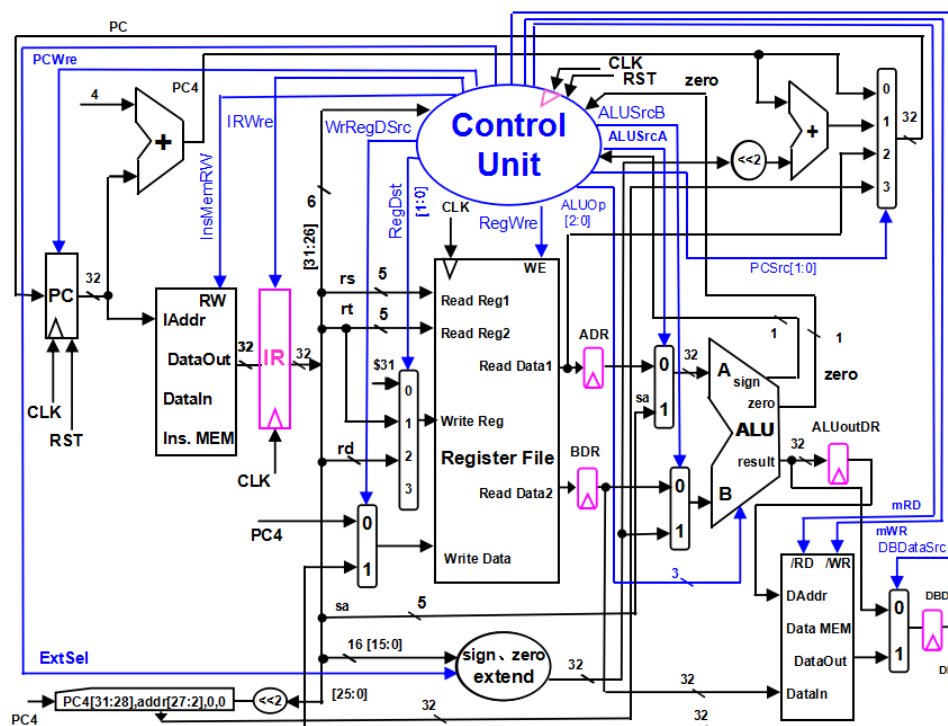 PC
PCWre
CLK
RST
zero
4
PC4
IRWre
WrRegDSrc
Control
Unit
ALUSrcB
ALUSrcA
+
+
0
1
2
3
32
<<2
InsMemRW
6
[31:26]
RegDst
[1:0]
CLK
RegWre
ALUOp
[2:0]
PCSrc[1:0]
WE
32
PC
RW
IAddr
DataOut
DataIn
Ins. MEM
32
IR
32
CLK
RST
CLK
rs
5
rt
5
Read Reg1
Read Reg2
Read Data1
ADR
$31
0
1
2
3
Write Reg
rd
Register File
Read Data2
BDR
PC4
0
1
Write Data
sa
0
1
32
A
sign
zero
ALU
result
B
1
1
zero
ALUoutDR
32
0
1
3
mRD
mWR
DBDataSrc
/RD
/WR
DAddr
Data MEM
DataOut
DataIn
0
1
DBD
sa
5
16 [15:0]
sign、zero
extend
32
ExtSel
[25:0]
PC4[31:28],addr[27:2],0,0
<<2
PC4
32
32
32